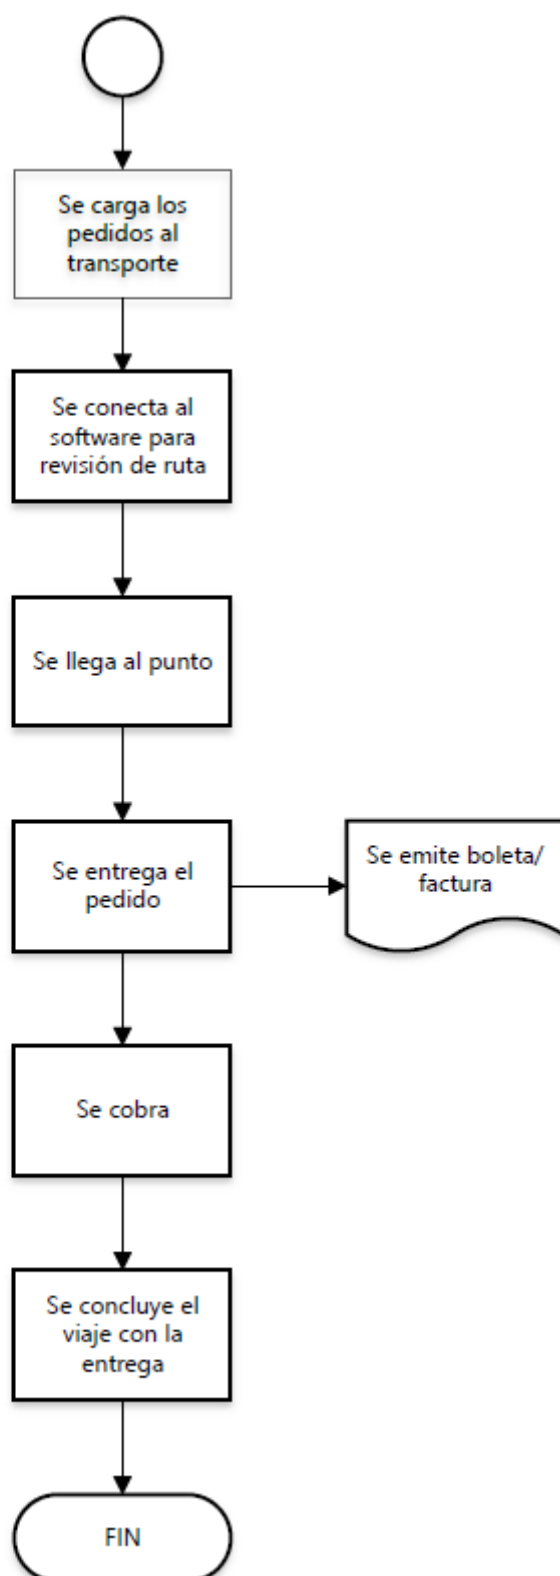 Se carga los
pedidos al
transporte
Se conecta al
software para
revisión de ruta
Se llega al punto
Se entrega el
pedido
Se emite boleta/
factura
Se cobra
Se concluye el
viaje con la
entrega
FIN